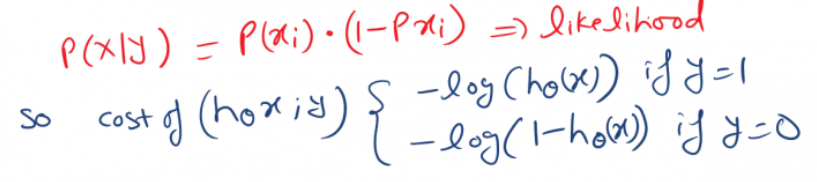 P(x|y) = P(xi) · (1-Pxi) ⇒ likelihood
so cost of (hθx; y) { -log(hθ(x)) if y=1
-log(1-hθ(x)) if y=0